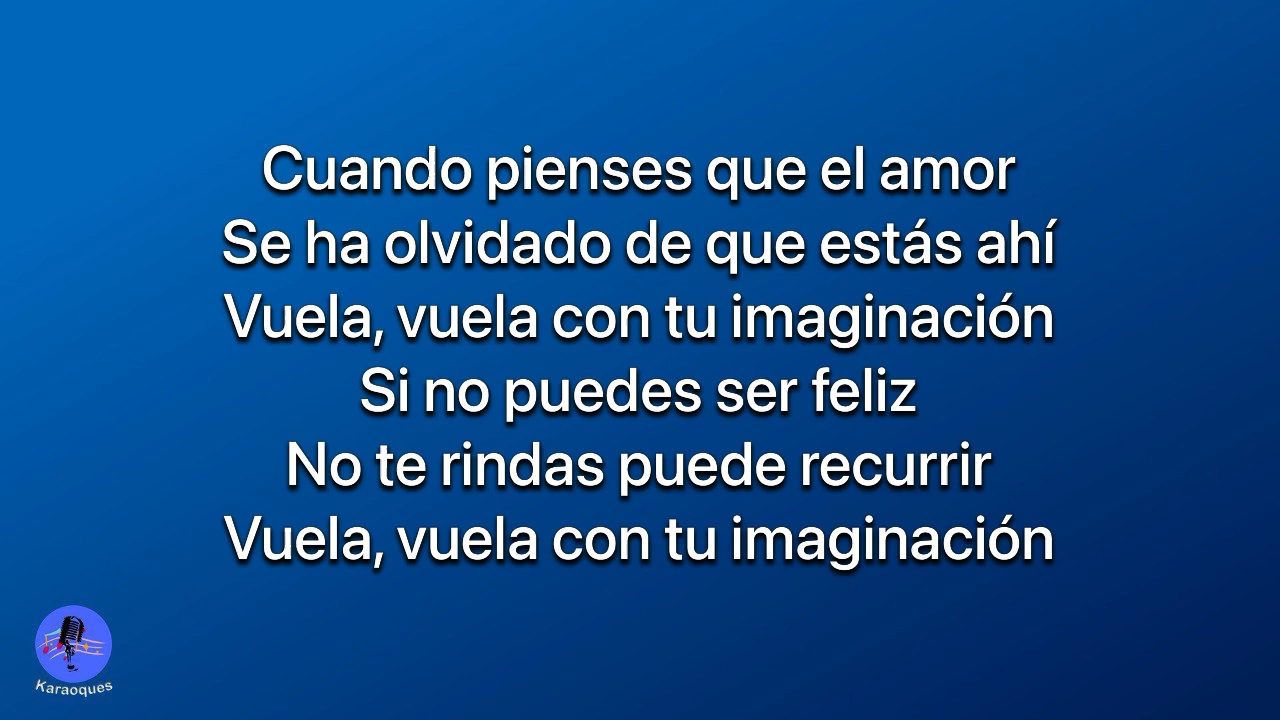 Cuando pienses que el amor
Se ha olvidado de que estás ahí
Vuela, vuela con tu imaginación
Si no puedes ser feliz
No te rindas puede recurrir
Vuela, vuela con tu imaginación
Karaoques